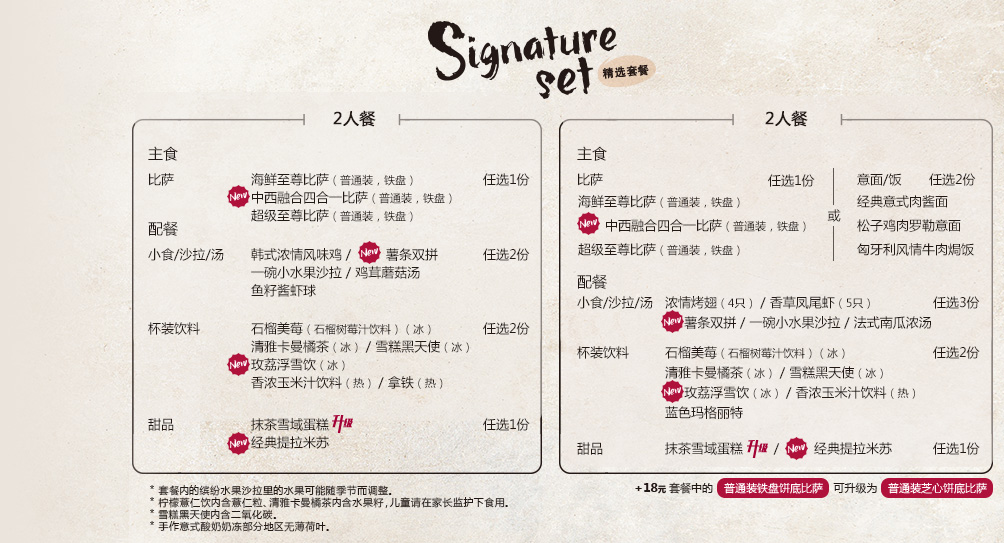 Signature
set 精选套餐
2人餐
主食
比萨 海鲜至尊比萨（普通装，铁盘） 任选1份
New 中西融合四合一比萨（普通装，铁盘）
超级至尊比萨（普通装，铁盘）
配餐
小食/沙拉/汤 韩式浓情风味鸡 / New 薯条双拼 任选2份
一碗小水果沙拉 / 鸡茸蘑菇汤
鱼籽酱虾球
杯装饮料 石榴美莓（石榴树莓汁饮料）（冰） 任选2份
清雅卡曼橘茶（冰）/ 雪糕黑天使（冰）
New 玫荔浮雪饮（冰）
香浓玉米汁饮料（热）/ 拿铁（热）
甜品 抹茶雪域蛋糕 升级 任选1份
New 经典提拉米苏
2人餐
主食
比萨 任选1份
海鲜至尊比萨（普通装，铁盘）
New 中西融合四合一比萨（普通装，铁盘）
超级至尊比萨（普通装，铁盘）
或
意面/饭 任选2份
经典意式肉酱面
松子鸡肉罗勒意面
匈牙利风情牛肉焗饭
配餐
小食/沙拉/汤 浓情烤翅（4只）/ 香草凤尾虾（5只） 任选3份
New 薯条双拼 / 一碗小水果沙拉 / 法式南瓜浓汤
杯装饮料 石榴美莓（石榴树莓汁饮料）（冰） 任选2份
清雅卡曼橘茶（冰）/ 雪糕黑天使（冰）
New 玫荔浮雪饮（冰）/ 香浓玉米汁饮料（热）
蓝色玛格丽特
甜品 抹茶雪域蛋糕 升级 / New 经典提拉米苏 任选1份
+18元 套餐中的 普通装铁盘饼底比萨 可升级为 普通装芝心饼底比萨
* 套餐内的缤纷水果沙拉里的水果可能随季节而调整。
* 柠檬薏仁饮内含薏仁粒、清雅卡曼橘茶内含水果籽，儿童请在家长监护下食用。
* 雪糕黑天使内含二氧化碳。
* 手作意式酸奶奶冻部分地区无薄荷叶。